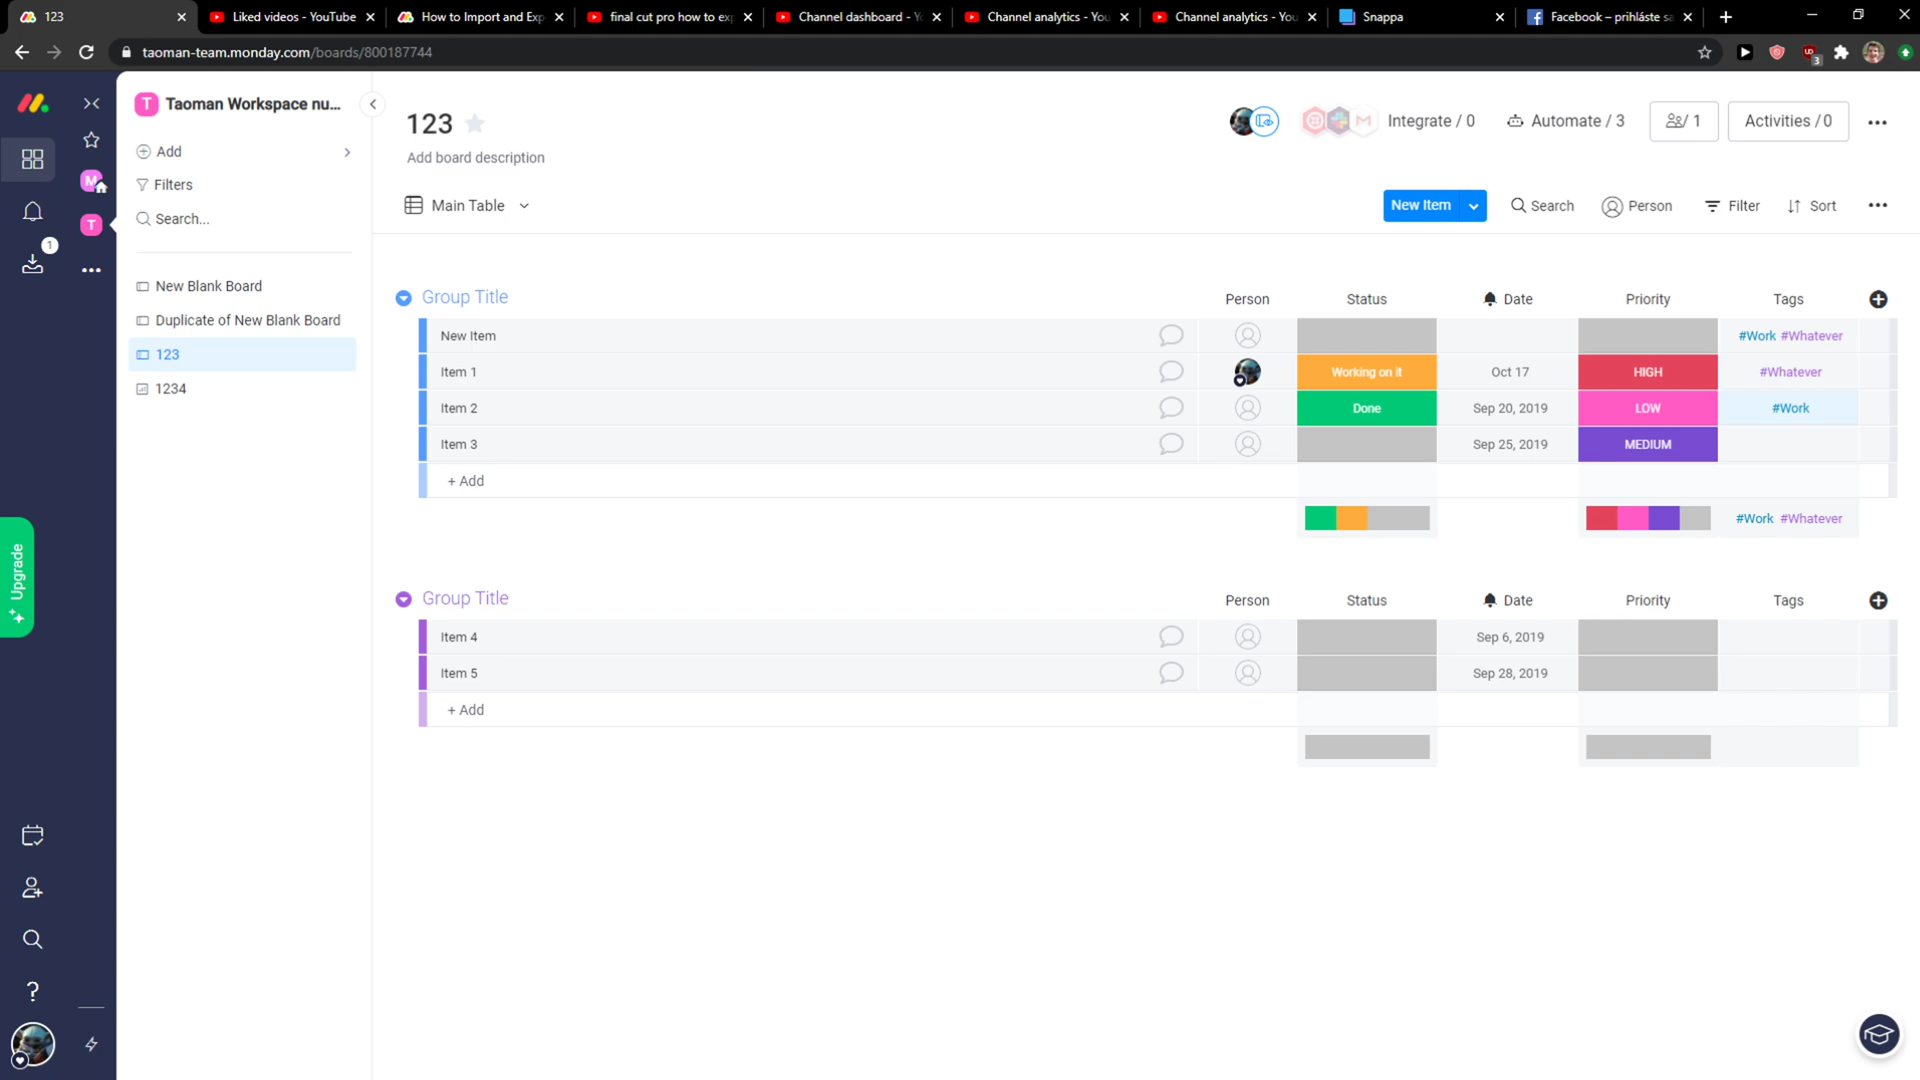 123
Liked videos - YouTube
How to Import and Exp
final cut pro how to exp
Channel dashboard - Y
Channel analytics - You
Channel analytics - You
Snappa
Facebook – prihláste sa
taoman-team.monday.com/boards/800187744
3
T Taoman Workspace nu...
Add
Filters
Search...
New Blank Board
Duplicate of New Blank Board
123
1234
M
T
1
Upgrade
?
123
Add board description
Integrate / 0
Automate / 3
/ 1
Activities / 0
Main Table
New Item
Search
Person
Filter
Sort
Group Title Person Status Date Priority Tags
New Item #Work #Whatever
Item 1 Working on it Oct 17 HIGH #Whatever
Item 2 Done Sep 20, 2019 LOW #Work
Item 3 Sep 25, 2019 MEDIUM
+ Add
#Work #Whatever
Group Title Person Status Date Priority Tags
Item 4 Sep 6, 2019
Item 5 Sep 28, 2019
+ Add